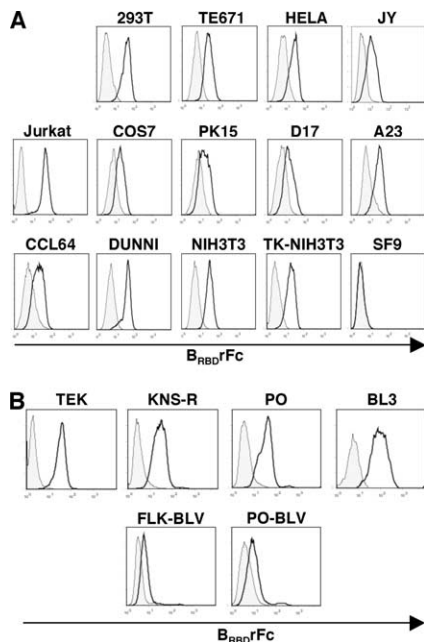 A
293T TE671 HELA JY
Jurkat COS7 PK15 D17 A23
CCL64 DUNNI NIH3T3 TK-NIH3T3 SF9
BRBDrFc
B
TEK KNS-R PO BL3
FLK-BLV PO-BLV
BRBDrFc